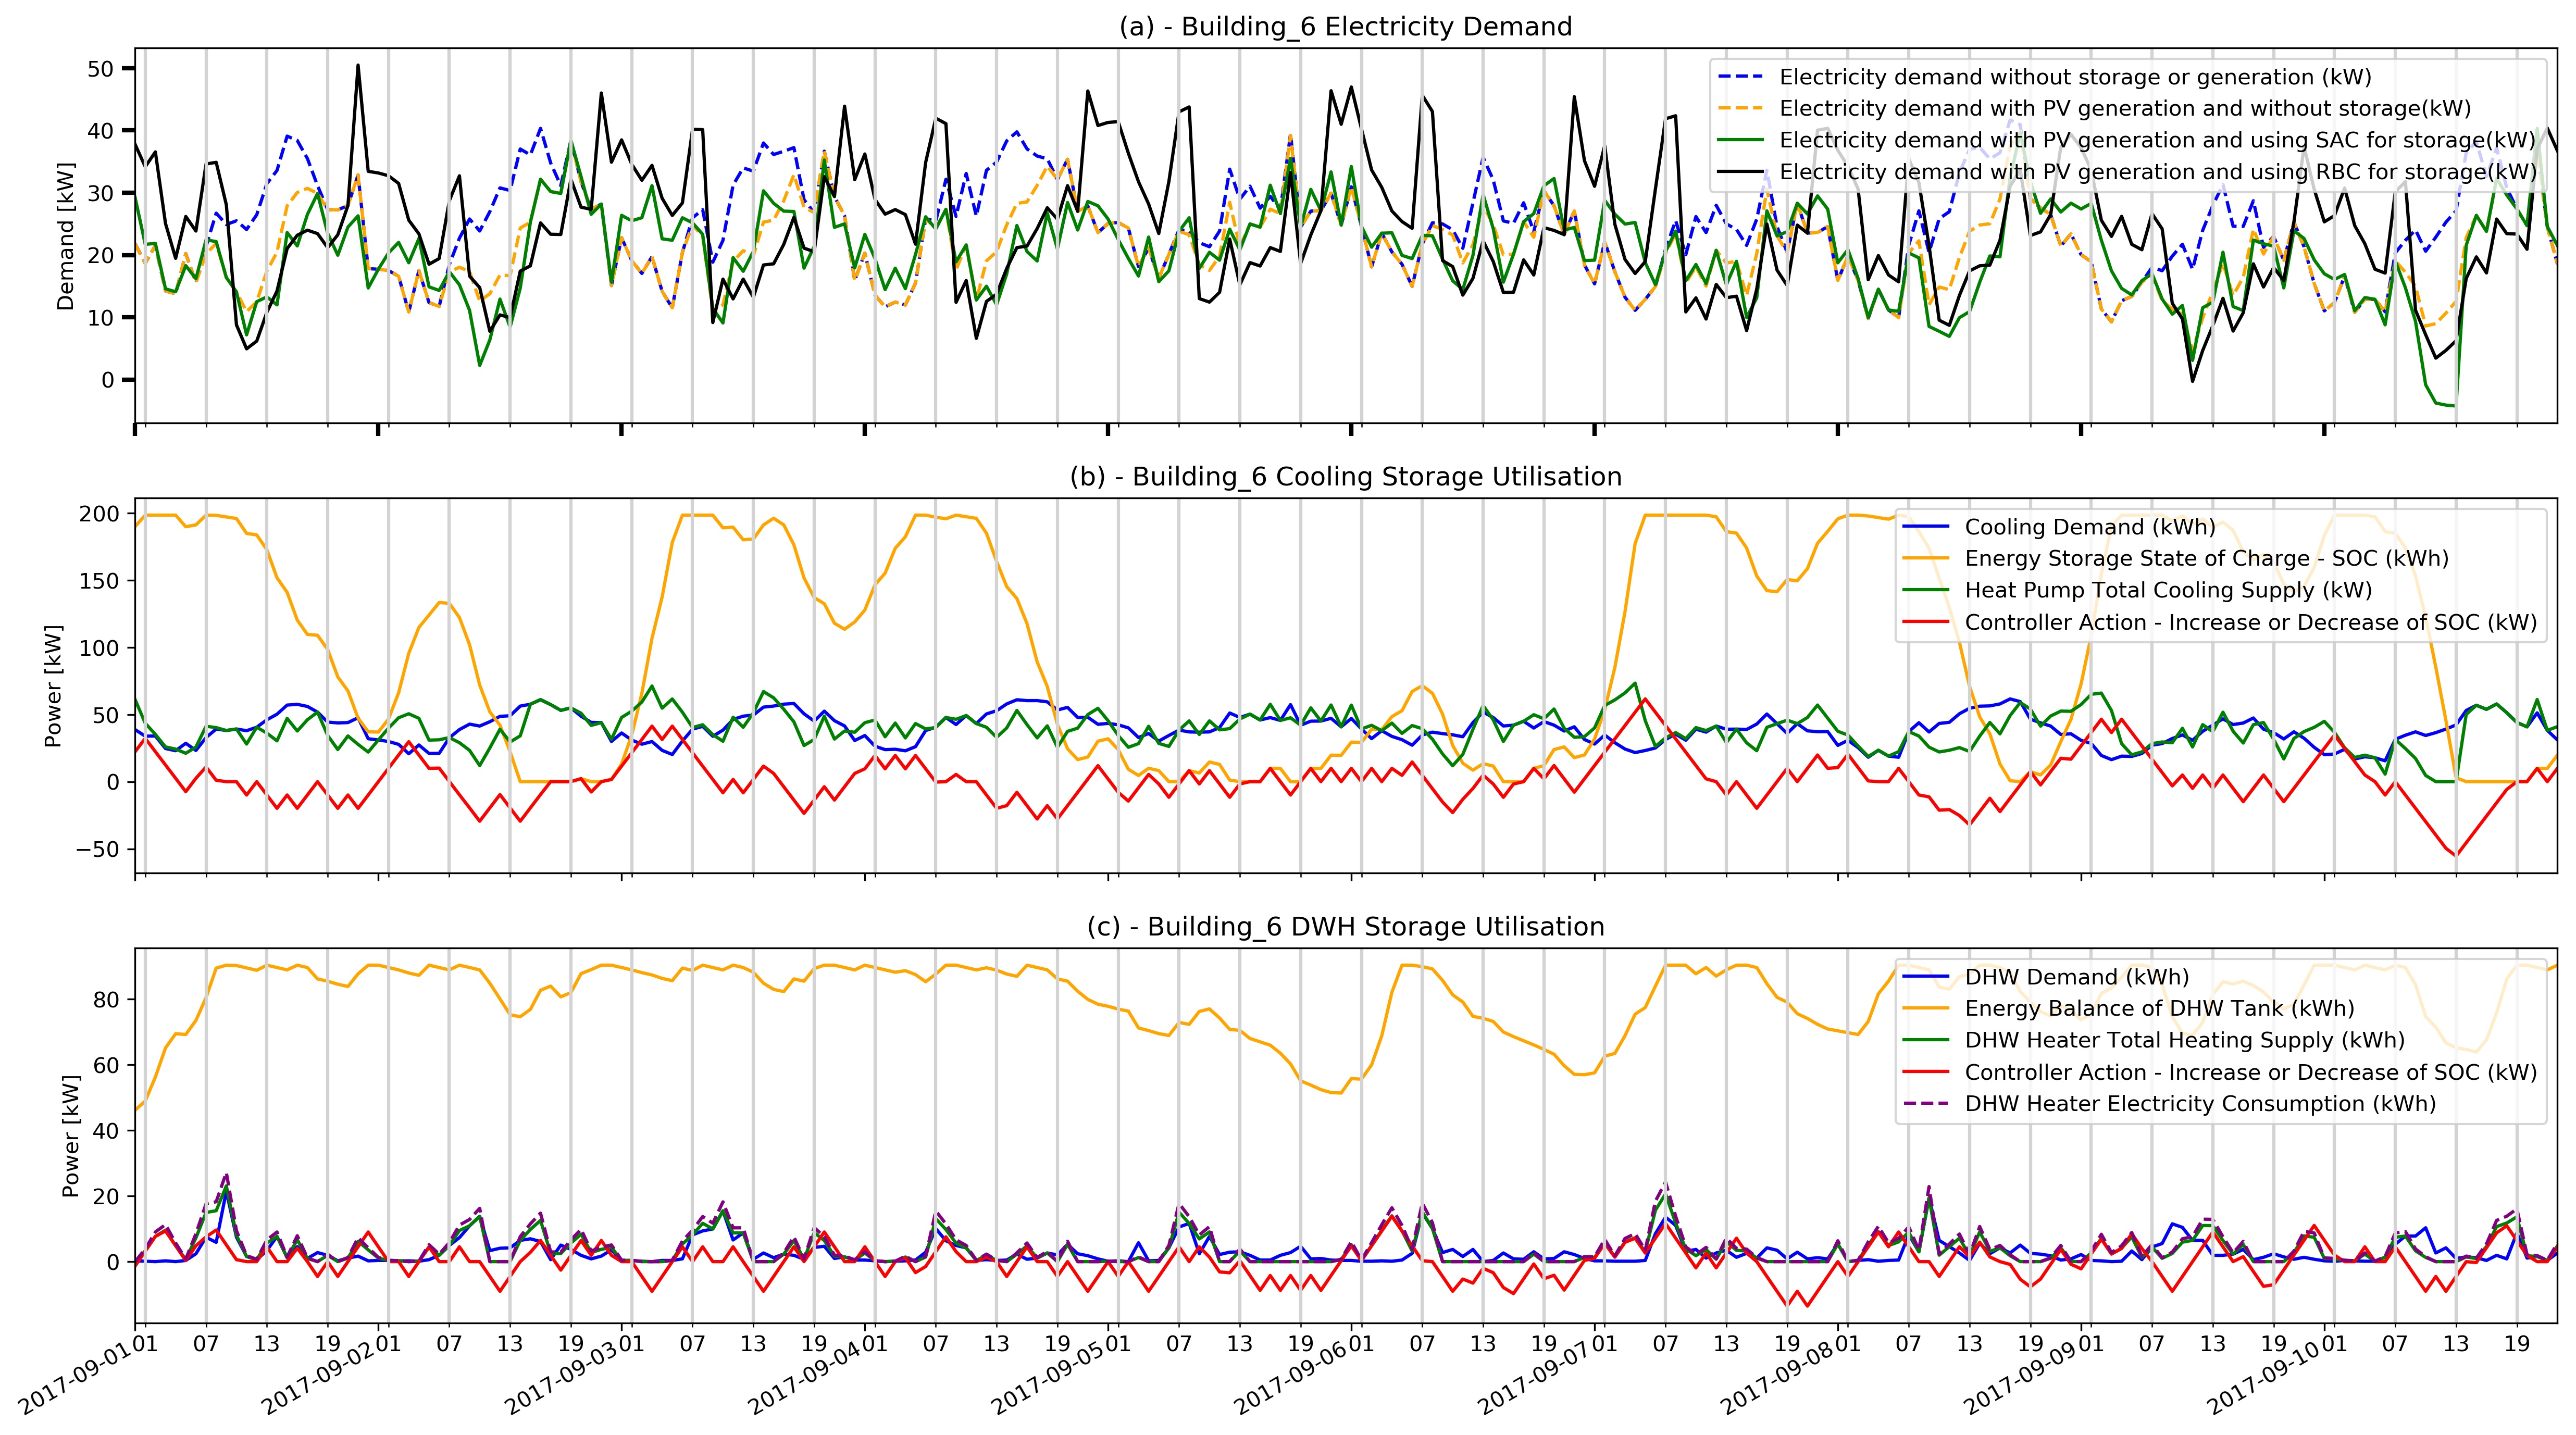 (a) - Building_6 Electricity Demand
Demand [kW]
50
40
30
20
10
0
Electricity demand without storage or generation (kW)
Electricity demand with PV generation and without storage(kW)
Electricity demand with PV generation and using SAC for storage(kW)
Electricity demand with PV generation and using RBC for storage(kW)
(b) - Building_6 Cooling Storage Utilisation
Power [kW]
200
150
100
50
0
−50
Cooling Demand (kWh)
Energy Storage State of Charge - SOC (kWh)
Heat Pump Total Cooling Supply (kW)
Controller Action - Increase or Decrease of SOC (kW)
(c) - Building_6 DWH Storage Utilisation
Power [kW]
80
60
40
20
0
DHW Demand (kWh)
Energy Balance of DHW Tank (kWh)
DHW Heater Total Heating Supply (kWh)
Controller Action - Increase or Decrease of SOC (kW)
DHW Heater Electricity Consumption (kWh)
01 07 13 19 01 07 13 19 01 07 13 19 01 07 13 19 01 07 13 19 01 07 13 19 01 07 13 19 01 07 13 19 01 07 13 19 01 07 13 19
2017-09-01 2017-09-02 2017-09-03 2017-09-04 2017-09-05 2017-09-06 2017-09-07 2017-09-08 2017-09-09 2017-09-10